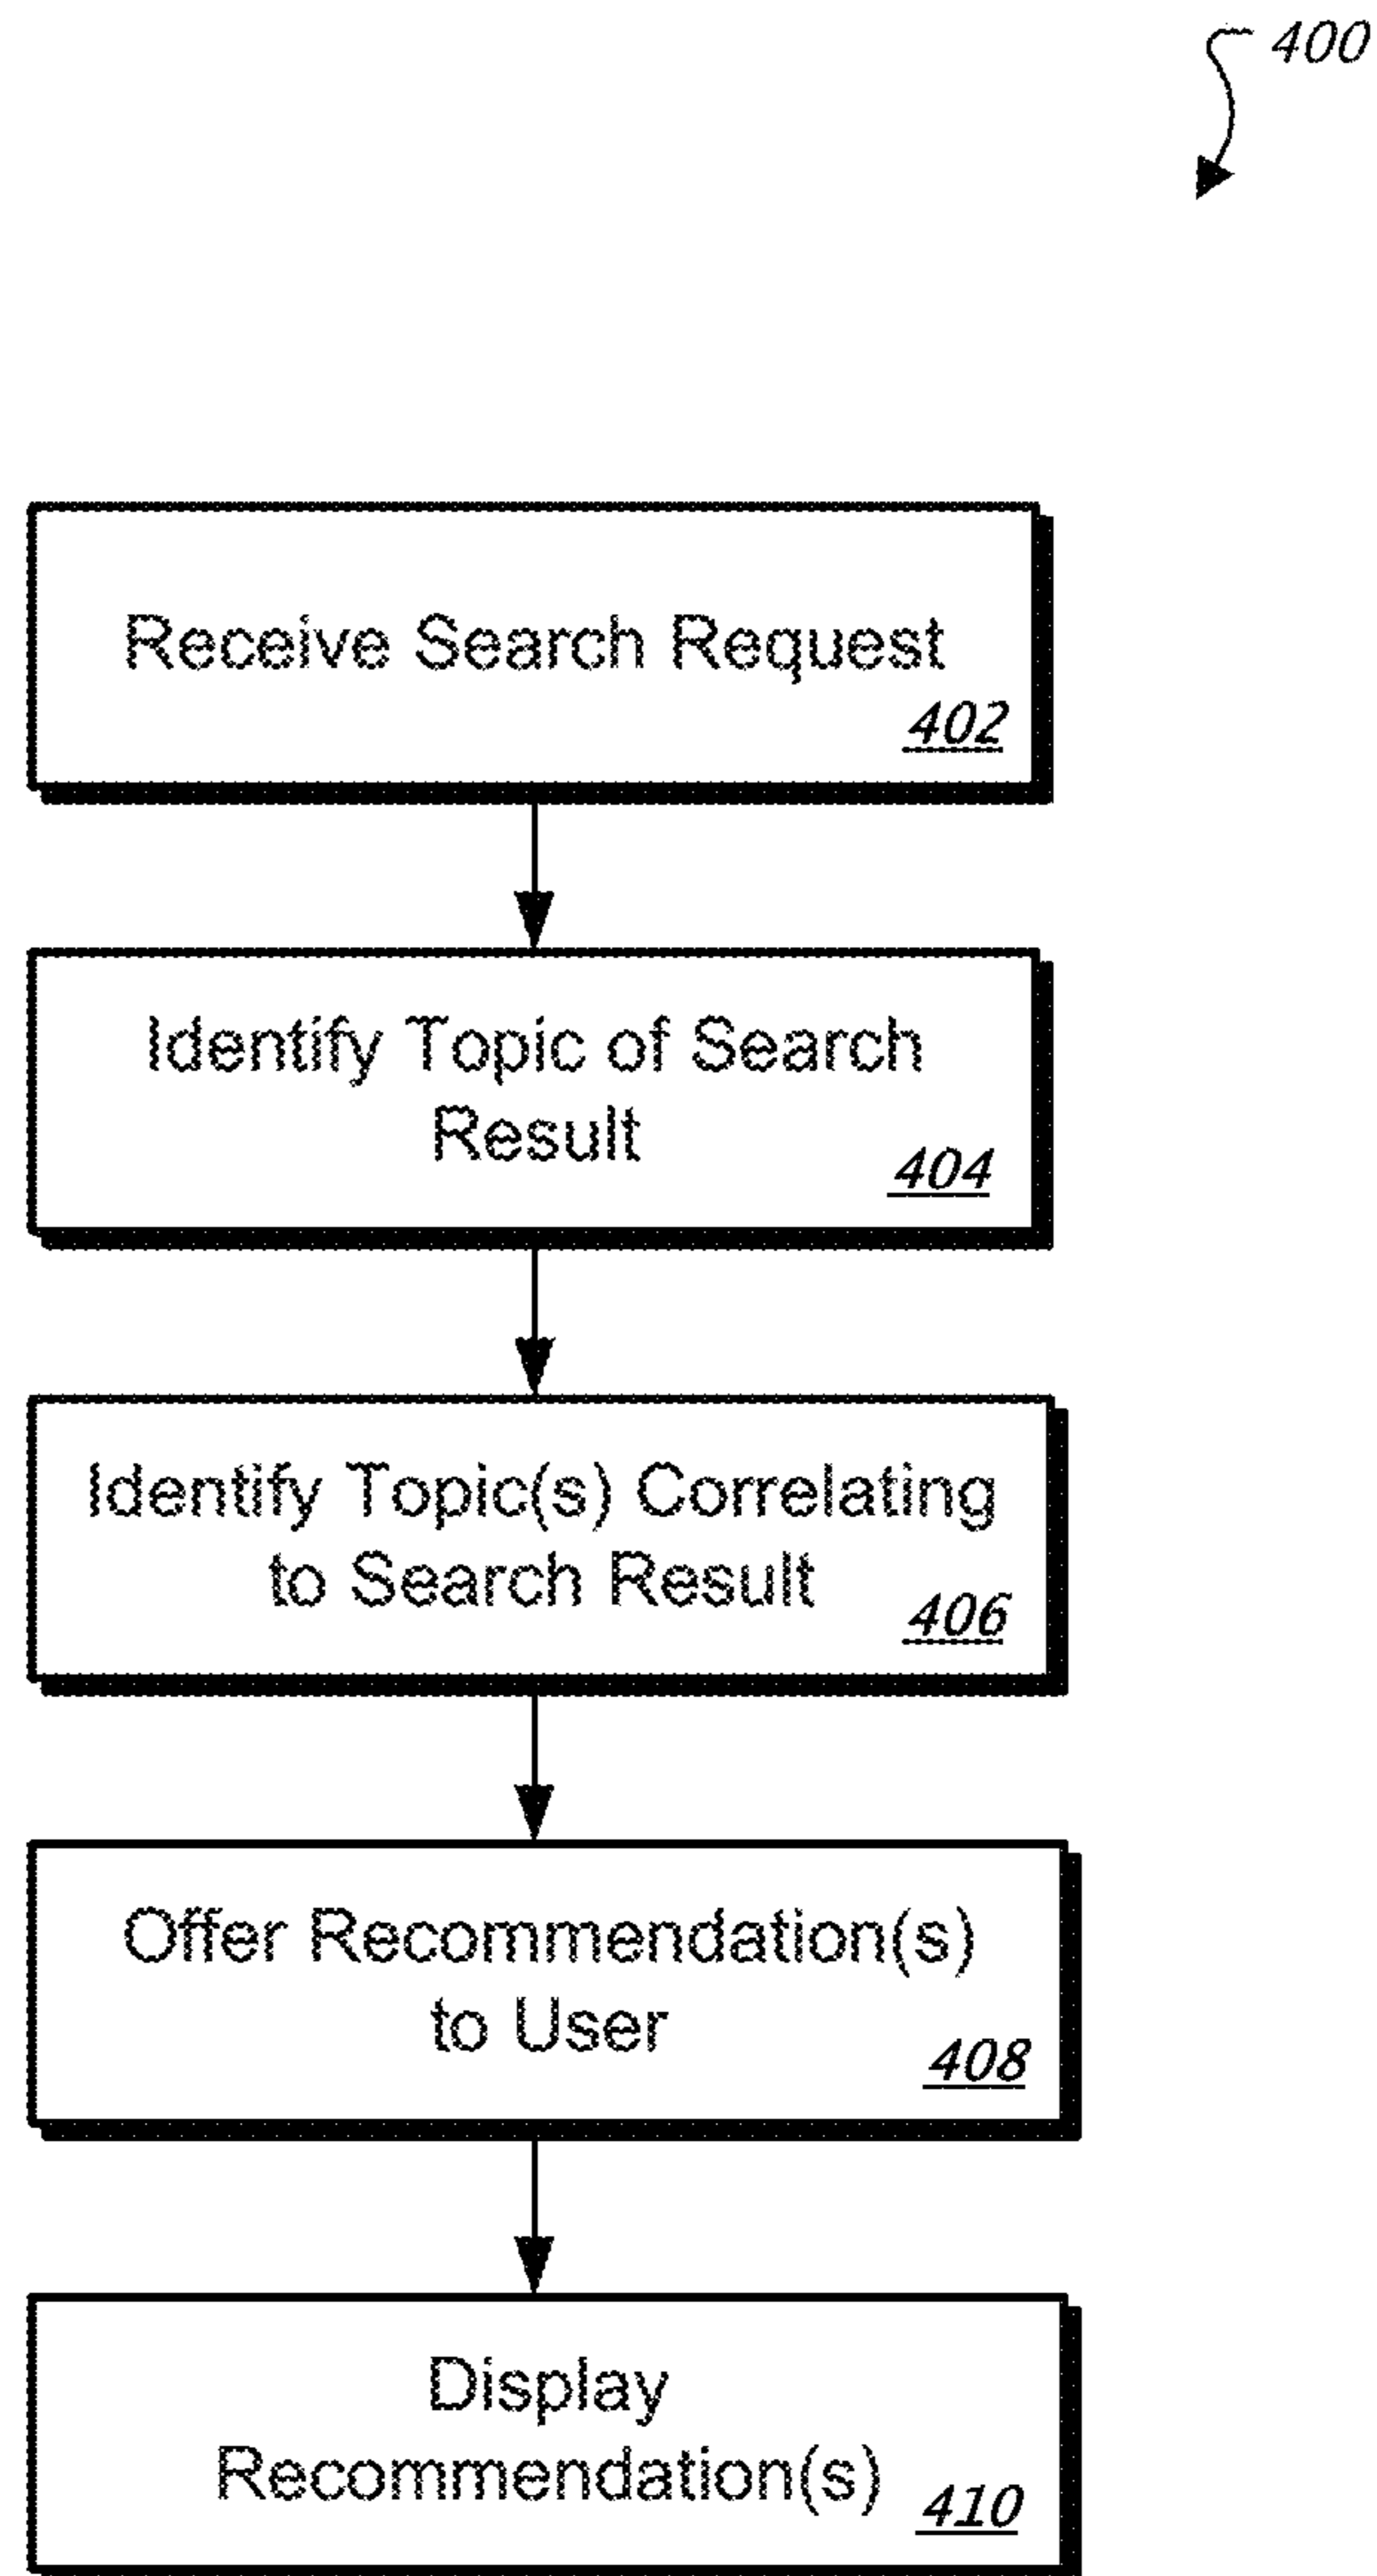 400
Receive Search Request
402
Identify Topic of Search
Result
404
Identify Topic(s) Correlating
to Search Result
406
Offer Recommendation(s)
to User
408
Display
Recommendation(s)
410